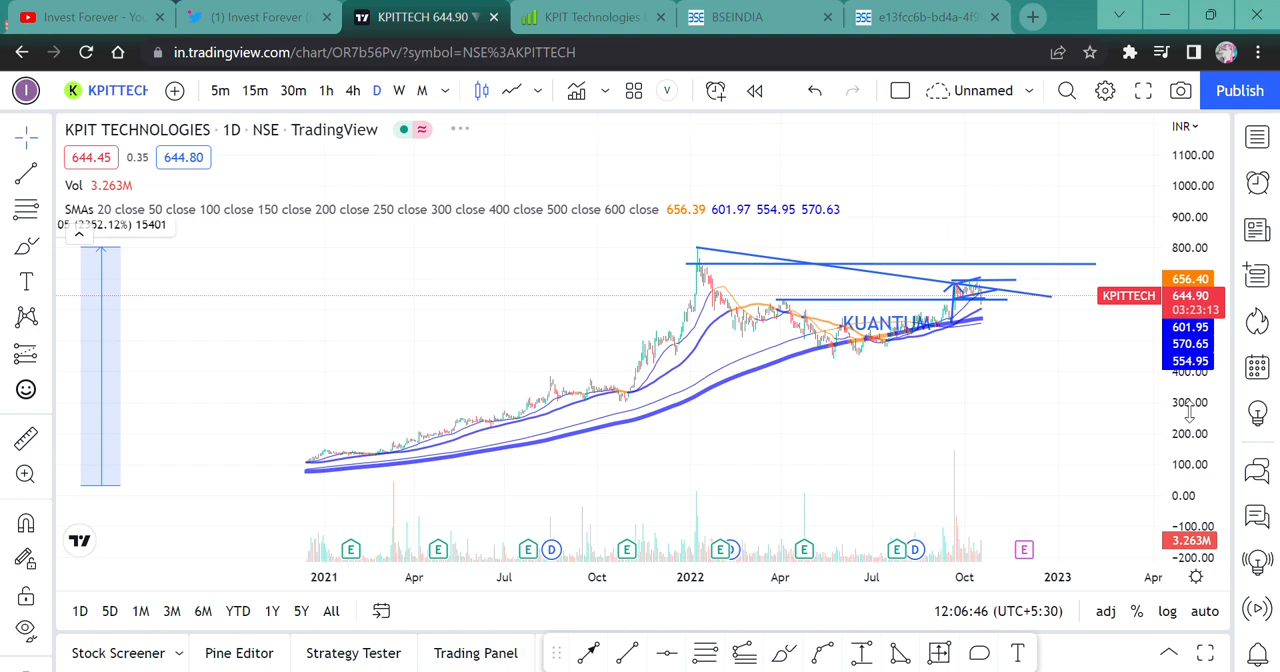 Invest Forever - Yo
(1) Invest Forever (
KPITTECH 644.90 ▼
KPIT Technologies
BSEINDIA
e13fcc6b-bd4a-4f9
in.tradingview.com/chart/OR7b56Pv/?symbol=NSE%3AKPITTECH
I K KPITTECH 5m 15m 30m 1h 4h D W M V Unnamed Publish
KPIT TECHNOLOGIES · 1D · NSE · TradingView
INR
644.45 0.35 644.80
Vol 3.263M
SMAs 20 close 50 close 100 close 150 close 200 close 250 close 300 close 400 close 500 close 600 close 656.39 601.97 554.95 570.63
05 (2352.12%) 15401
1100.00
1000.00
900.00
800.00
656.40
KPITTECH 644.90
03:23:13
601.95
570.65
554.95
400.00
300.00
200.00
100.00
0.00
-100.00
3.263M
-200.00
KUANTUM
E E E D E E D E E D E
2021 Apr Jul Oct 2022 Apr Jul Oct 2023 Apr
1D 5D 1M 3M 6M YTD 1Y 5Y All 12:06:46 (UTC+5:30) adj % log auto
Stock Screener Pine Editor Strategy Tester Trading Panel T